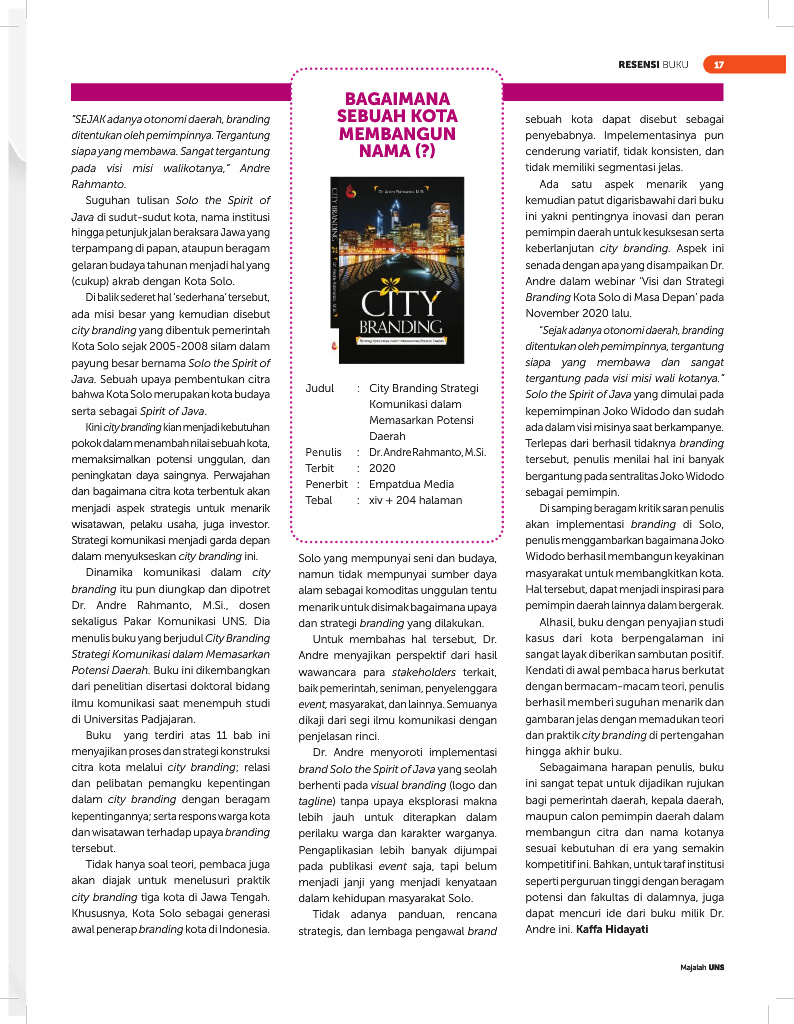 RESENSI BUKU 17
BAGAIMANA
SEBUAH KOTA
MEMBANGUN
NAMA (?)
"SEJAK adanya otonomi daerah, branding
ditentukan oleh pemimpinnya. Tergantung
siapa yang membawa. Sangat tergantung
pada visi misi walikotanya," Andre
Rahmanto.
Suguhan tulisan Solo the Spirit of
Java di sudut-sudut kota, nama institusi
hingga petunjuk jalan beraksara Jawa yang
terpampang di papan, ataupun beragam
gelaran budaya tahunan menjadi hal yang
(cukup) akrab dengan Kota Solo.
Di balik sederet hal 'sederhana' tersebut,
ada misi besar yang kemudian disebut
city branding yang dibentuk pemerintah
Kota Solo sejak 2005-2008 silam dalam
payung besar bernama Solo the Spirit of
Java. Sebuah upaya pembentukan citra
bahwa Kota Solo merupakan kota budaya
serta sebagai Spirit of Java.
Kini city branding kian menjadi kebutuhan
pokok dalam menambah nilai sebuah kota,
memaksimalkan potensi unggulan, dan
peningkatan daya saingnya. Perwajahan
dan bagaimana citra kota terbentuk akan
menjadi aspek strategis untuk menarik
wisatawan, pelaku usaha, juga investor.
Strategi komunikasi menjadi garda depan
dalam menyukseskan city branding ini.
Dinamika komunikasi dalam city
branding itu pun diungkap dan dipotret
Dr. Andre Rahmanto, M.Si., dosen
sekaligus Pakar Komunikasi UNS. Dia
menulis buku yang berjudul City Branding
Strategi Komunikasi dalam Memasarkan
Potensi Daerah. Buku ini dikembangkan
dari penelitian disertasi doktoral bidang
ilmu komunikasi saat menempuh studi
di Universitas Padjajaran.
Buku yang terdiri atas 11 bab ini
menyajikan proses dan strategi konstruksi
citra kota melalui city branding; relasi
dan pelibatan pemangku kepentingan
dalam city branding dengan beragam
kepentingannya; serta respons warga kota
dan wisatawan terhadap upaya branding
tersebut.
Tidak hanya soal teori, pembaca juga
akan diajak untuk menelusuri praktik
city branding tiga kota di Jawa Tengah.
Khususnya, Kota Solo sebagai generasi
awal penerap branding kota di Indonesia.
Dr. Andre Rahmanto, M.Si.
CITY
BRANDING
Strategi Komunikasi dalam Memasarkan Potensi Daerah
CITY BRANDING
Judul : City Branding Strategi
Komunikasi dalam
Memasarkan Potensi
Daerah
Penulis : Dr. Andre Rahmanto, M.Si.
Terbit : 2020
Penerbit : Empatdua Media
Tebal : xiv + 204 halaman
Solo yang mempunyai seni dan budaya,
namun tidak mempunyai sumber daya
alam sebagai komoditas unggulan tentu
menarik untuk disimak bagaimana upaya
dan strategi branding yang dilakukan.
Untuk membahas hal tersebut, Dr.
Andre menyajikan perspektif dari hasil
wawancara para stakeholders terkait,
baik pemerintah, seniman, penyelenggara
event, masyarakat, dan lainnya. Semuanya
dikaji dari segi ilmu komunikasi dengan
penjelasan rinci.
Dr. Andre menyoroti implementasi
brand Solo the Spirit of Java yang seolah
berhenti pada visual branding (logo dan
tagline) tanpa upaya eksplorasi makna
lebih jauh untuk diterapkan dalam
perilaku warga dan karakter warganya.
Pengaplikasian lebih banyak dijumpai
pada publikasi event saja, tapi belum
menjadi janji yang menjadi kenyataan
dalam kehidupan masyarakat Solo.
Tidak adanya panduan, rencana
strategis, dan lembaga pengawal brand
sebuah kota dapat disebut sebagai
penyebabnya. Impelementasinya pun
cenderung variatif, tidak konsisten, dan
tidak memiliki segmentasi jelas.
Ada satu aspek menarik yang
kemudian patut digarisbawahi dari buku
ini yakni pentingnya inovasi dan peran
pemimpin daerah untuk kesuksesan serta
keberlanjutan city branding. Aspek ini
senada dengan apa yang disampaikan Dr.
Andre dalam webinar 'Visi dan Strategi
Branding Kota Solo di Masa Depan' pada
November 2020 lalu.
"Sejak adanya otonomi daerah, branding
ditentukan oleh pemimpinnya, tergantung
siapa yang membawa dan sangat
tergantung pada visi misi wali kotanya."
Solo the Spirit of Java yang dimulai pada
kepemimpinan Joko Widodo dan sudah
ada dalam visi misinya saat berkampanye.
Terlepas dari berhasil tidaknya branding
tersebut, penulis menilai hal ini banyak
bergantung pada sentralitas Joko Widodo
sebagai pemimpin.
Di samping beragam kritik saran penulis
akan implementasi branding di Solo,
penulis menggambarkan bagaimana Joko
Widodo berhasil membangun keyakinan
masyarakat untuk membangkitkan kota.
Hal tersebut, dapat menjadi inspirasi para
pemimpin daerah lainnya dalam bergerak.
Alhasil, buku dengan penyajian studi
kasus dari kota berpengalaman ini
sangat layak diberikan sambutan positif.
Kendati di awal pembaca harus berkutat
dengan bermacam-macam teori, penulis
berhasil memberi suguhan menarik dan
gambaran jelas dengan memadukan teori
dan praktik city branding di pertengahan
hingga akhir buku.
Sebagaimana harapan penulis, buku
ini sangat tepat untuk dijadikan rujukan
bagi pemerintah daerah, kepala daerah,
maupun calon pemimpin daerah dalam
membangun citra dan nama kotanya
sesuai kebutuhan di era yang semakin
kompetitif ini. Bahkan, untuk taraf institusi
seperti perguruan tinggi dengan beragam
potensi dan fakultas di dalamnya, juga
dapat mencuri ide dari buku milik Dr.
Andre ini. Kaffa Hidayati
Majalah UNS